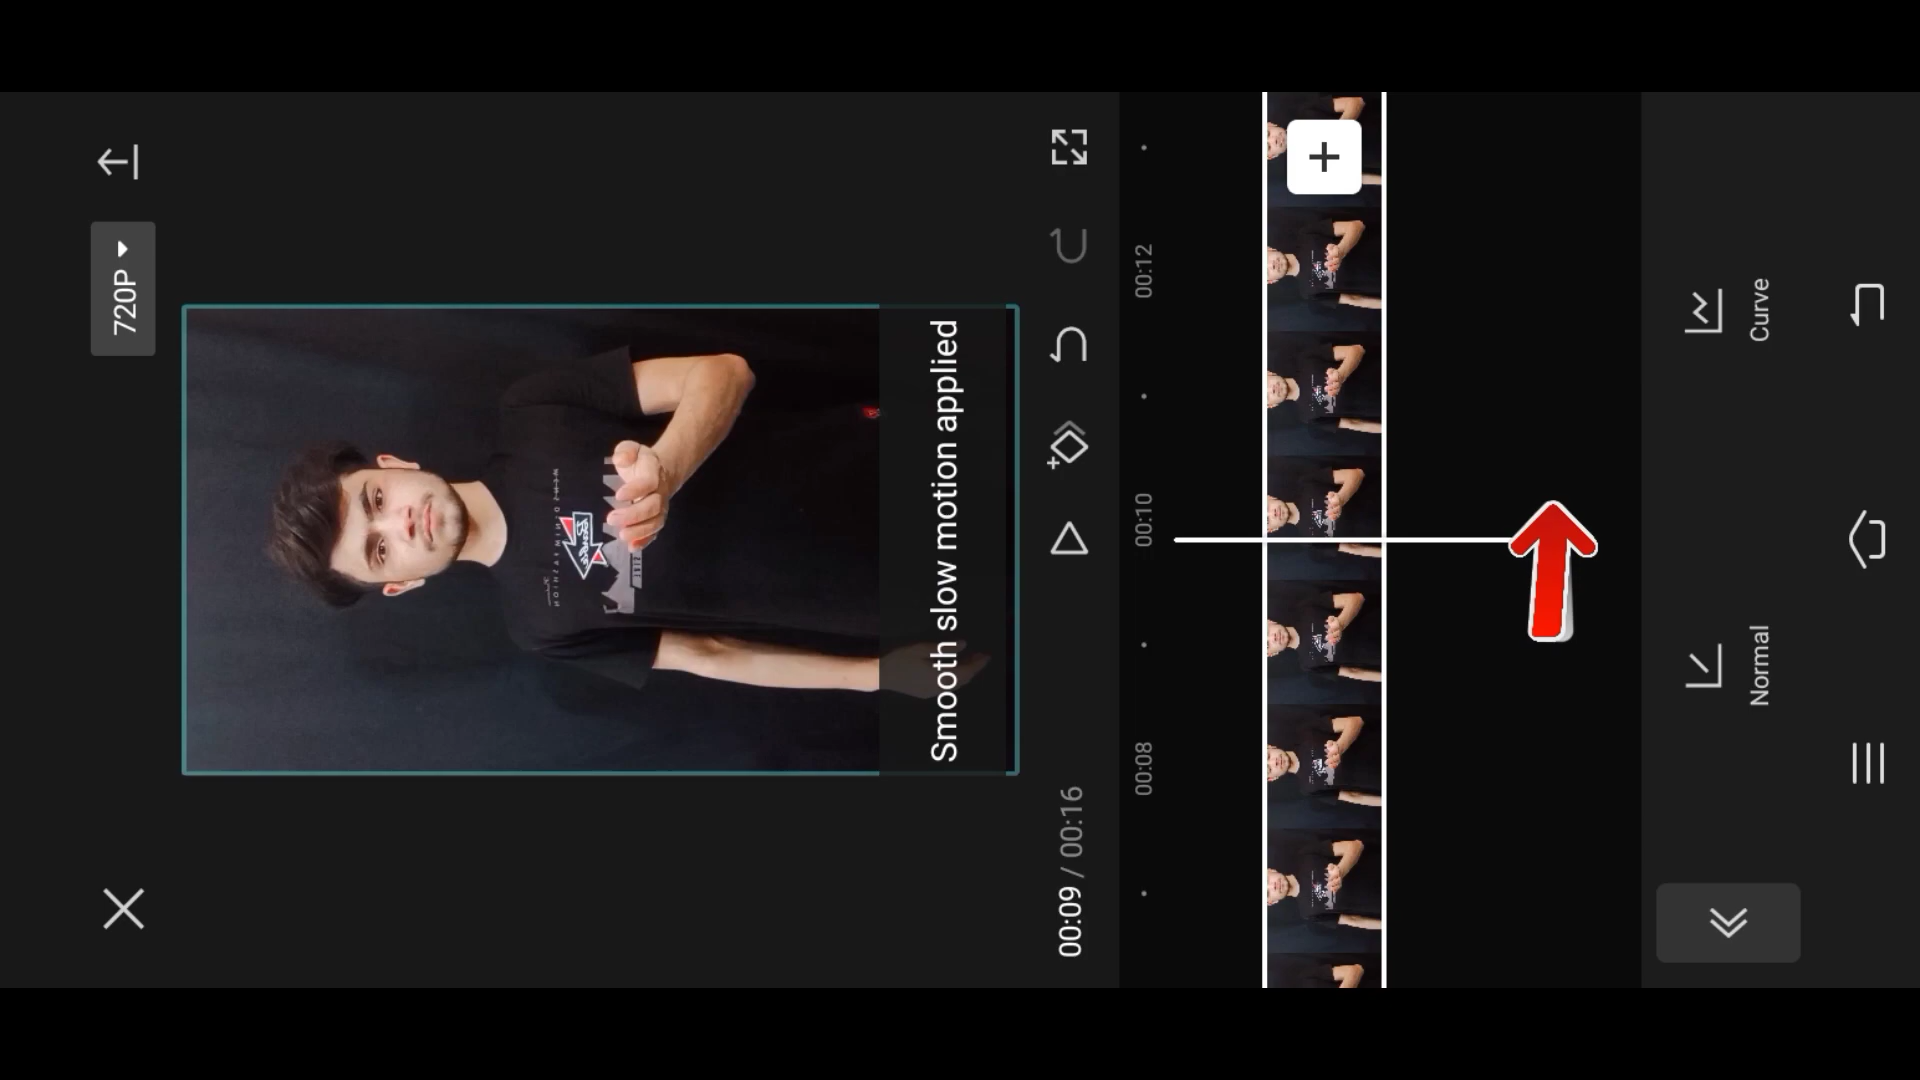 720P
Smooth slow motion applied
00:09 / 00:16
00:08
00:10
00:12
Normal
Curve